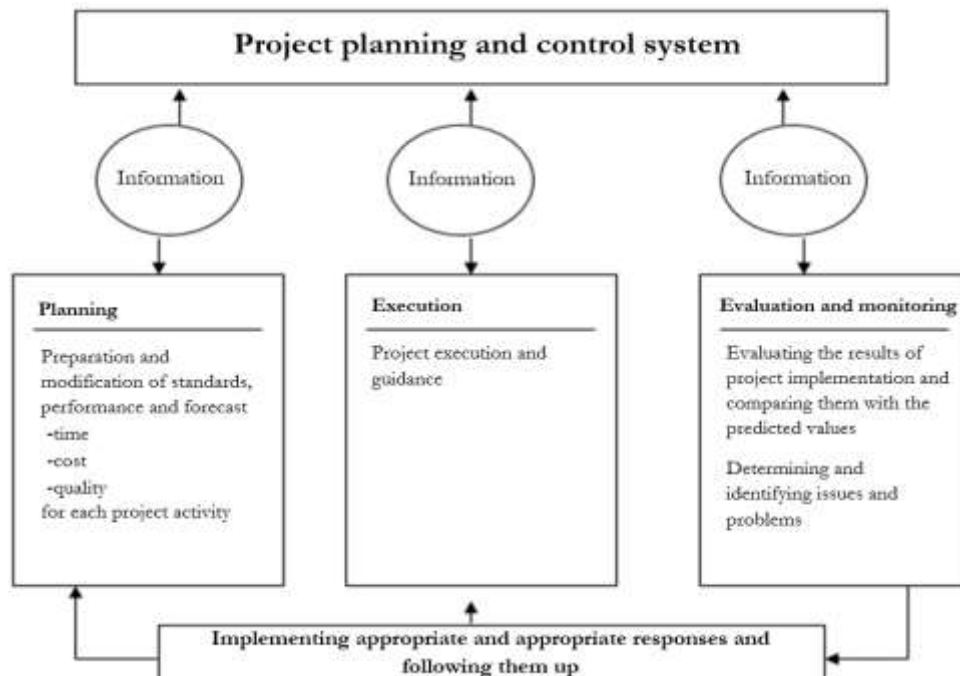 Project planning and control system
Information
Information
Information
Planning
Preparation and
modification of standards,
performance and forecast
-time
-cost
-quality
for each project activity
Execution
Project execution and
guidance
Evaluation and monitoring
Evaluating the results of
project implementation and
comparing them with the
predicted values
Determining and
identifying issues and
problems
Implementing appropriate and appropriate responses and
following them up